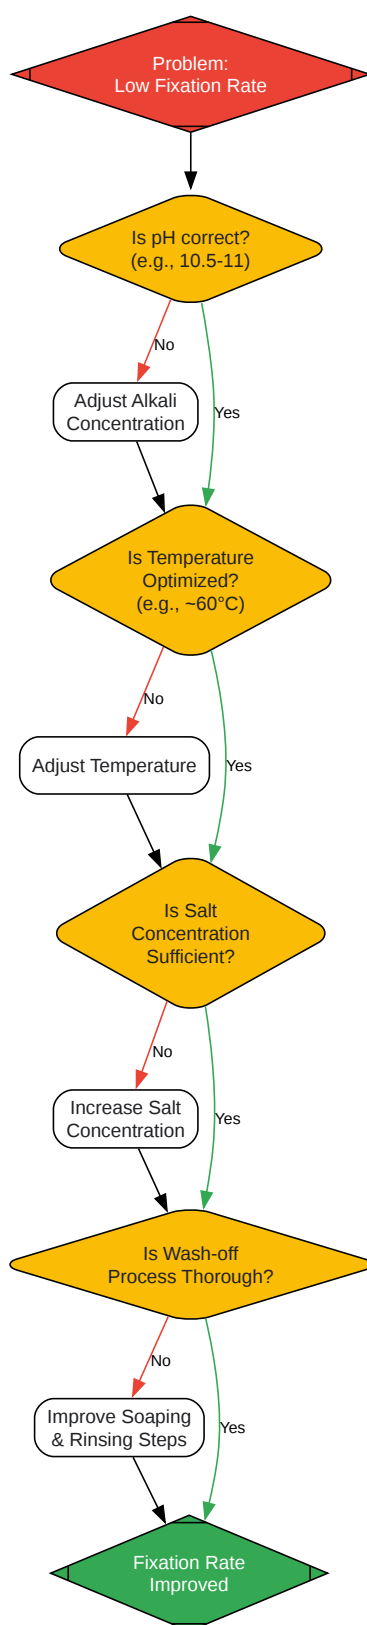 Problem:
Low Fixation Rate
Is pH correct?
(e.g., 10.5-11)
No
Adjust Alkali
Concentration
Yes
Is Temperature
Optimized?
(e.g., ~60°C)
No
Adjust Temperature
Yes
Is Salt
Concentration
Sufficient?
No
Increase Salt
Concentration
Yes
Is Wash-off
Process Thorough?
No
Improve Soaping
& Rinsing Steps
Yes
Fixation Rate
Improved